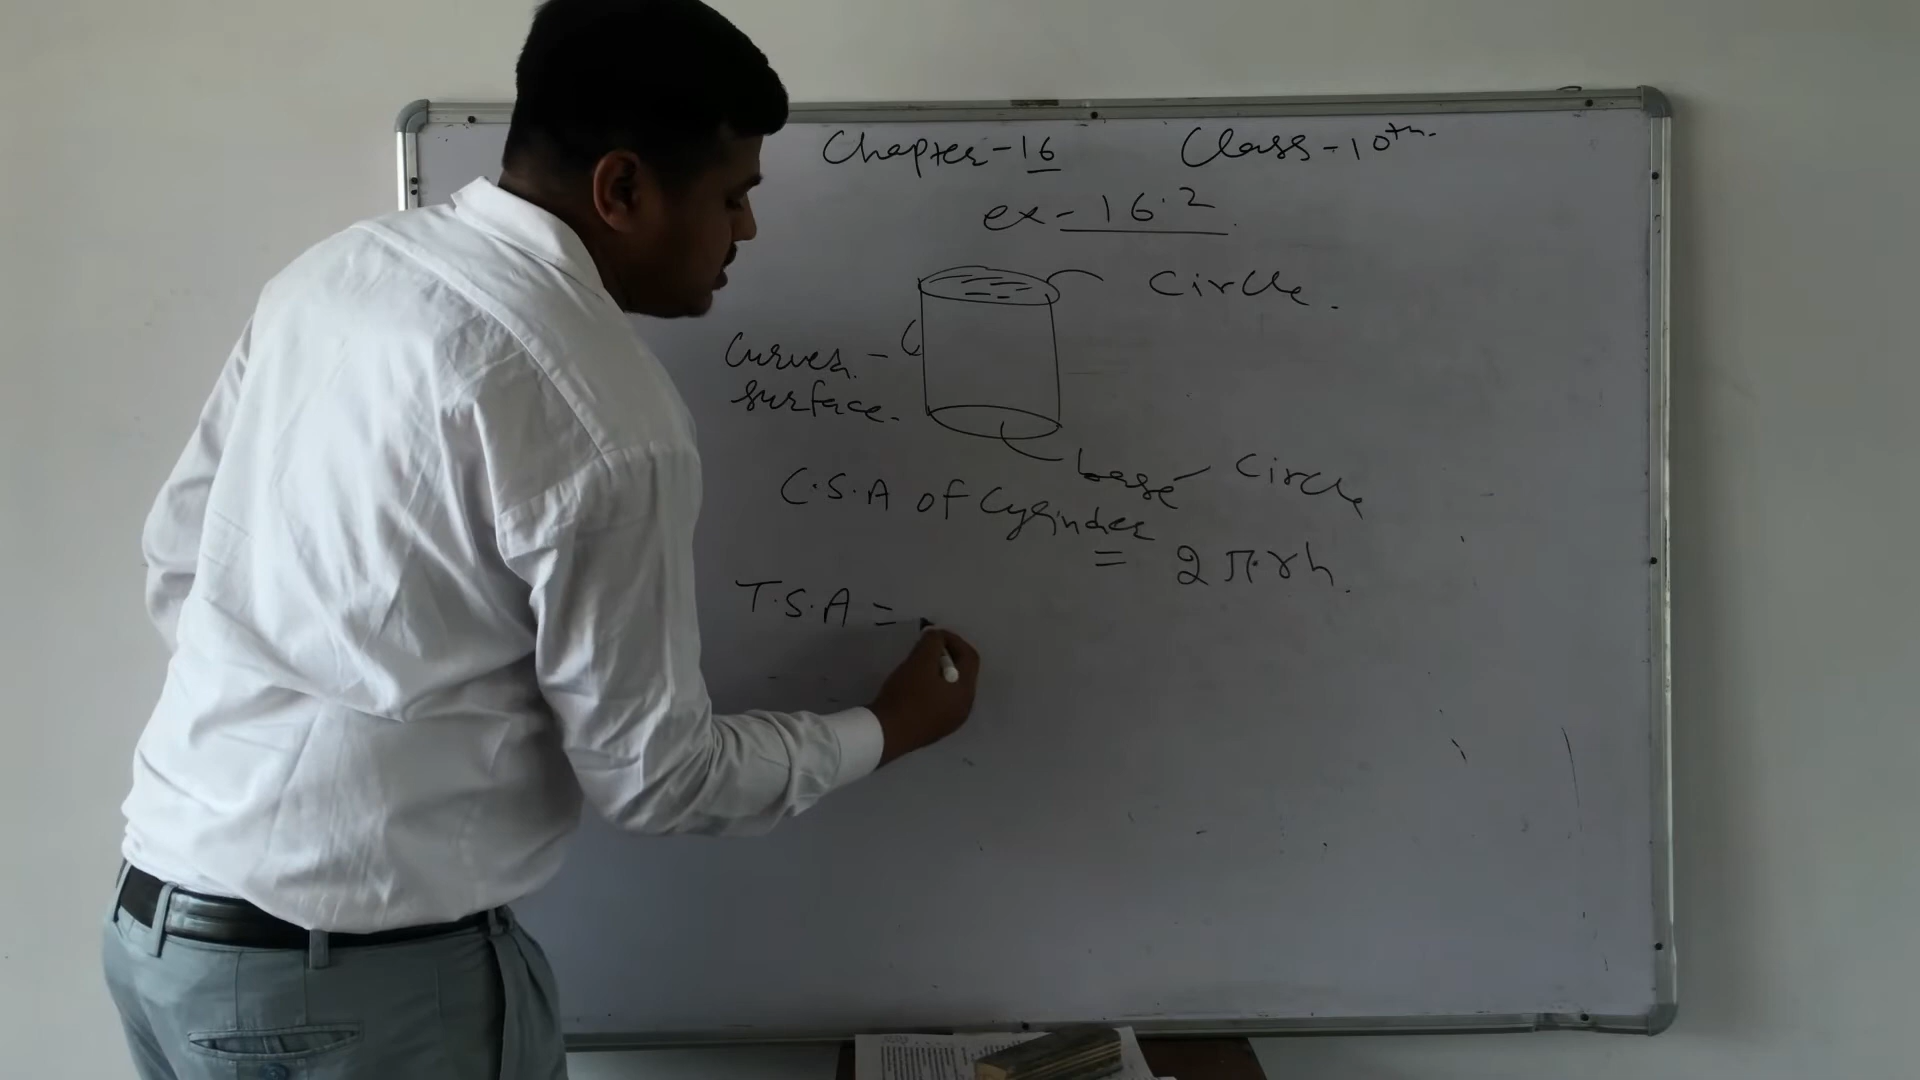 Chapter-16 Class-10th
ex-16.2
Circle.
Curved
surface.
base Circle
C.S.A of Cylinder
= 2πrh.
T.S.A =